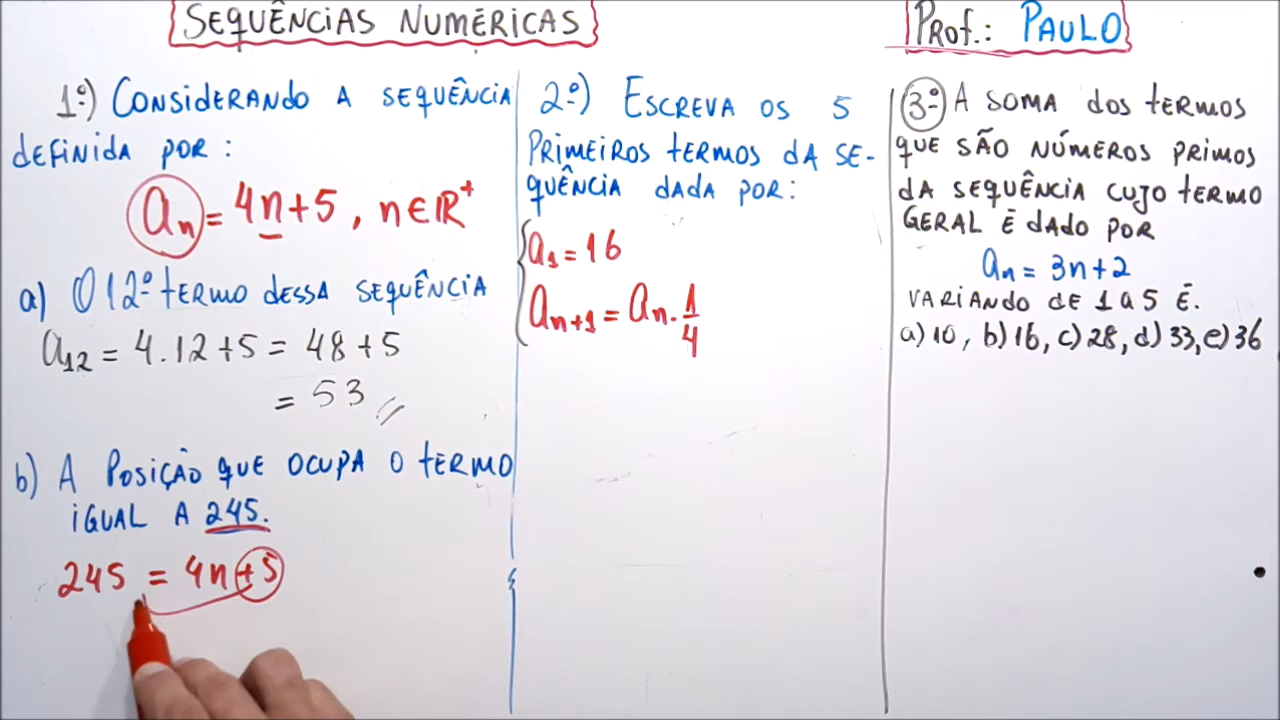 SEQUÊNCIAS NUMÉRICAS
PROF.: PAULO
1º) CONSIDERANDO A SEQUÊNCIA
DEFINIDA POR:
an = 4n+5, n∈ℝ⁺
a) O 12º TERMO DESSA SEQUÊNCIA
a12 = 4.12+5 = 48+5
= 53
b) A POSIÇÃO QUE OCUPA O TERMO
IGUAL A 245.
245 = 4n+5
2º) ESCREVA OS 5
PRIMEIROS TERMOS DA SE-
QUÊNCIA DADA POR:
a1 = 16
an+1 = an. 1/4
3º A SOMA DOS TERMOS
QUE SÃO NÚMEROS PRIMOS
DA SEQUÊNCIA CUJO TERMO
GERAL É DADO POR
an = 3n+2
VARIANDO DE 1 A 5 É.
a) 10, b) 16, c) 28, d) 33, e) 36